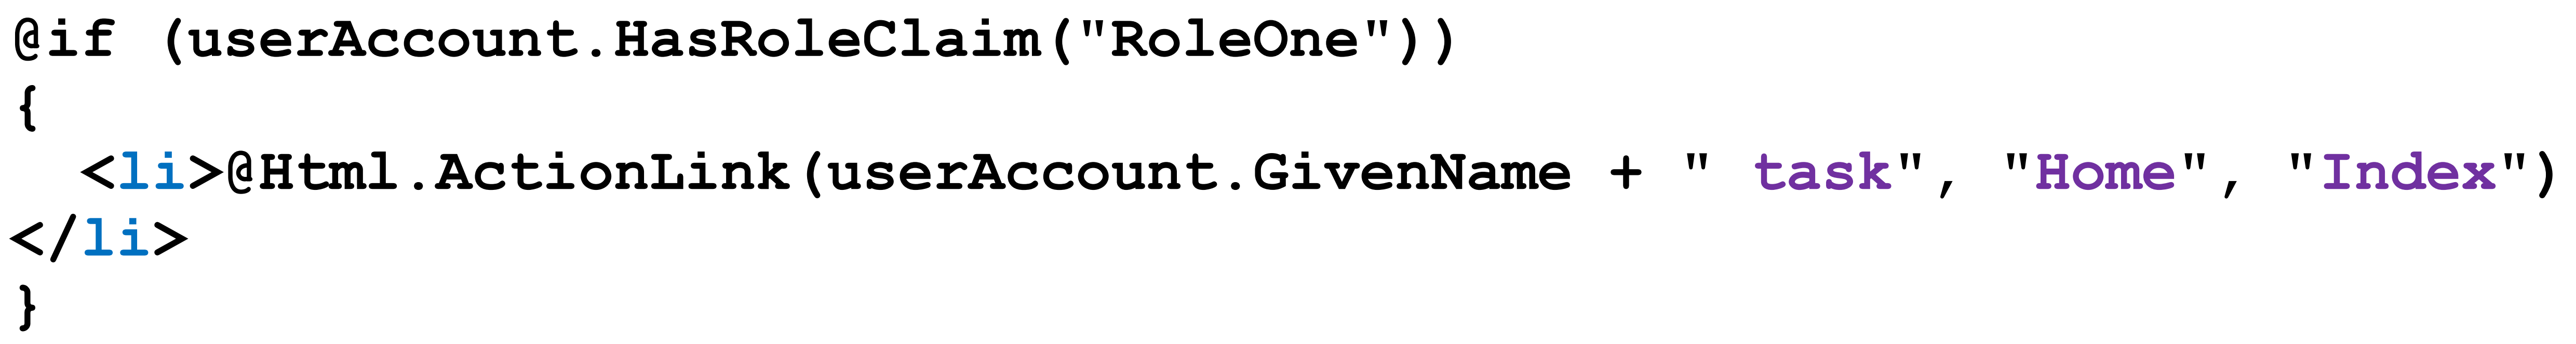 @if (userAccount.HasRoleClaim("RoleOne"))
{
  <li>@Html.ActionLink(userAccount.GivenName + " task", "Home", "Index")
</li>
}